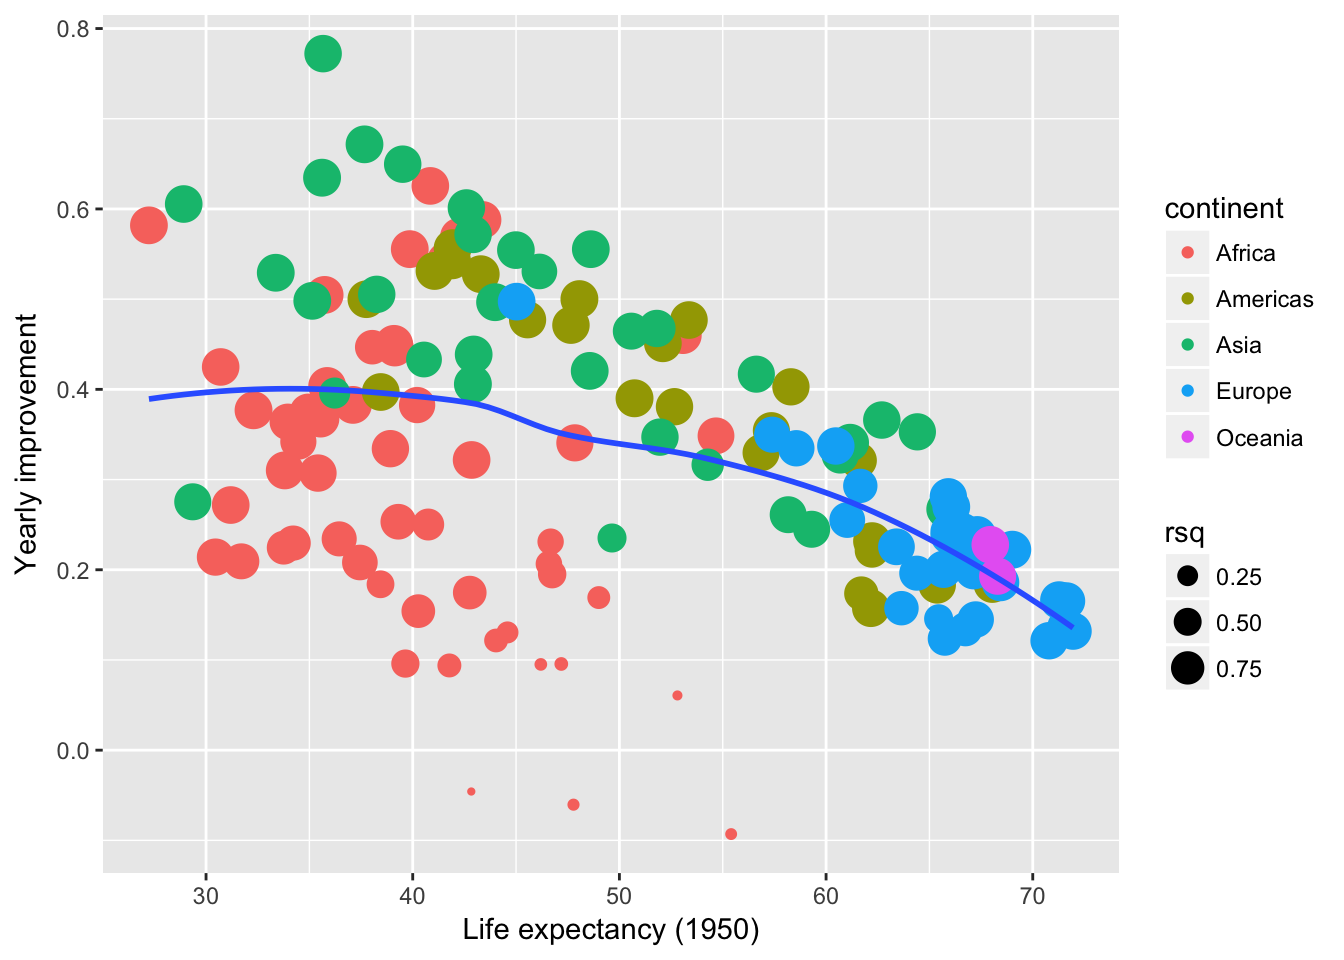 0.8
0.6
0.4
0.2
0.0
Yearly improvement
30 40 50 60 70
Life expectancy (1950)
continent
Africa
Americas
Asia
Europe
Oceania
rsq
0.25
0.50
0.75